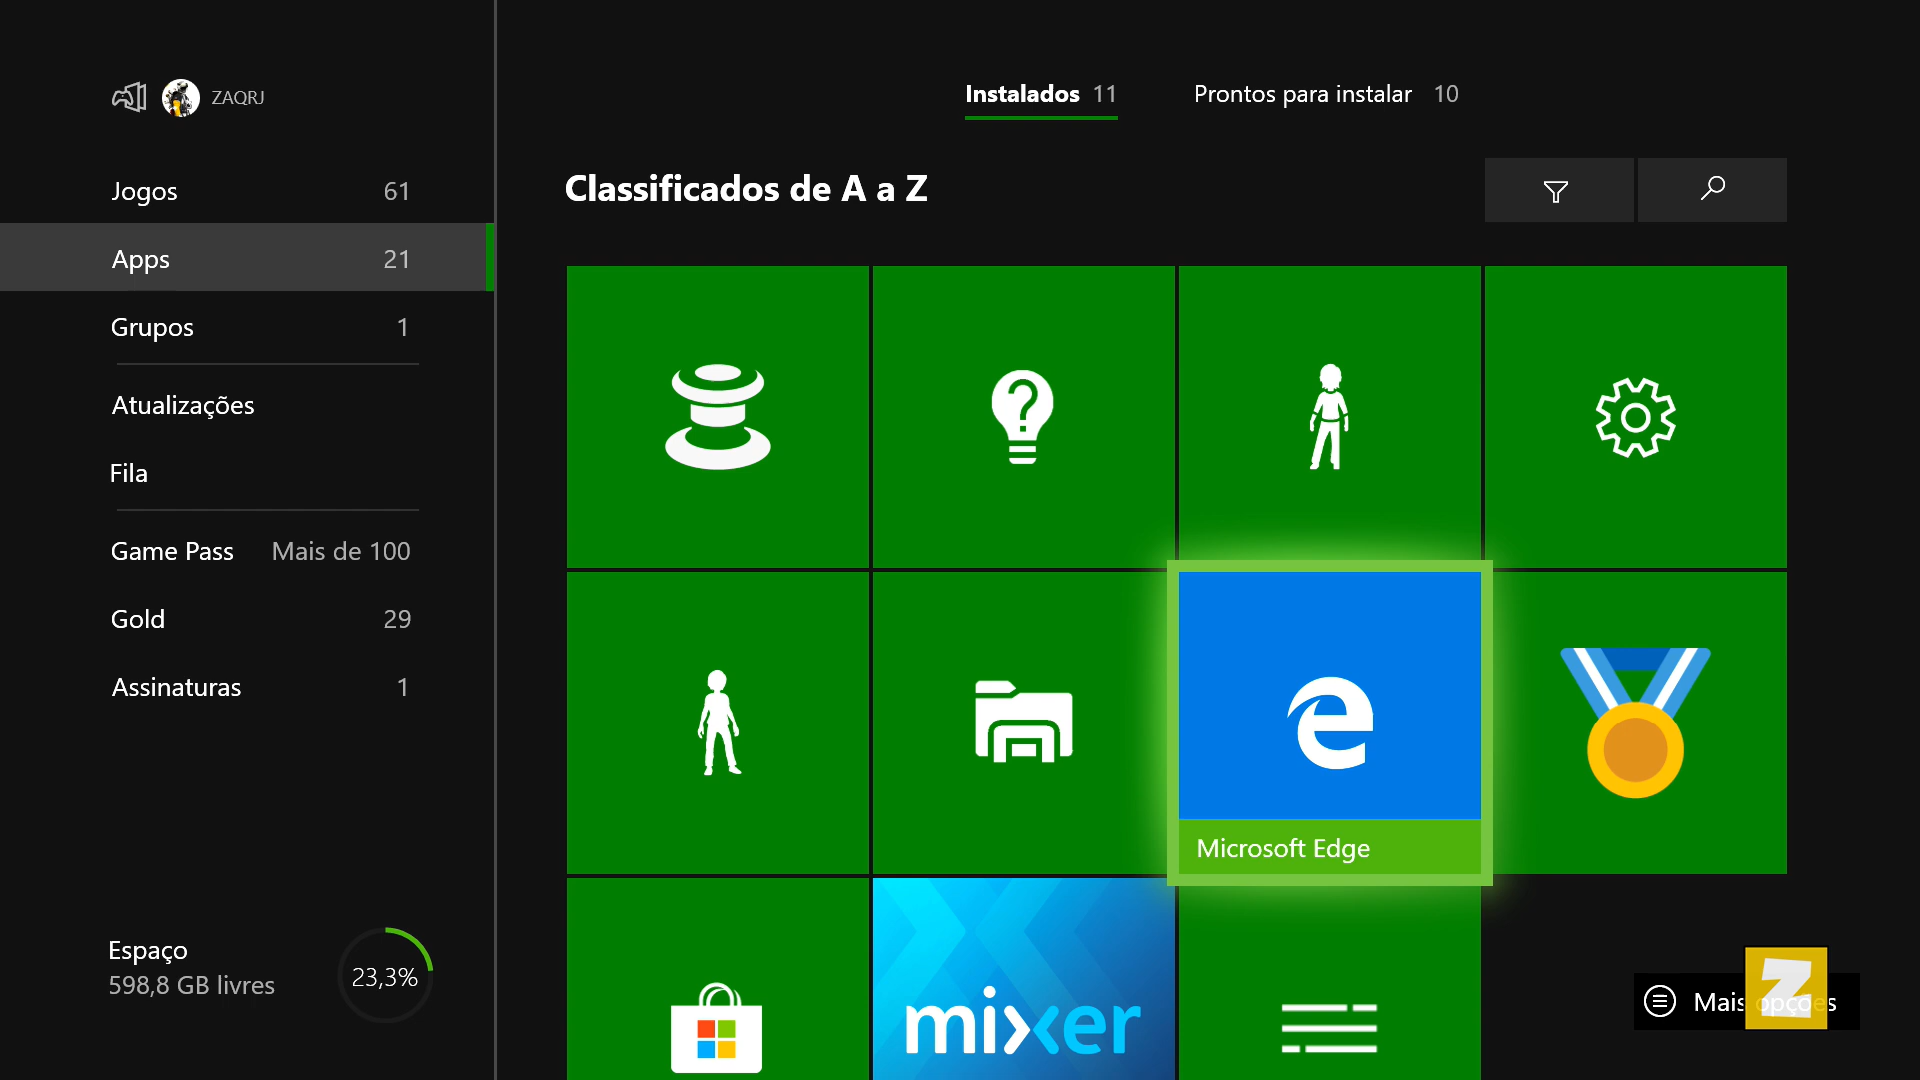 ZAQRJ
Jogos 61
Apps 21
Grupos 1
Atualizações
Fila
Game Pass Mais de 100
Gold 29
Assinaturas 1
Espaço
598,8 GB livres
23,3%
Instalados 11
Prontos para instalar 10
Classificados de A a Z
?
Microsoft Edge
mixer
Mais opções
Z